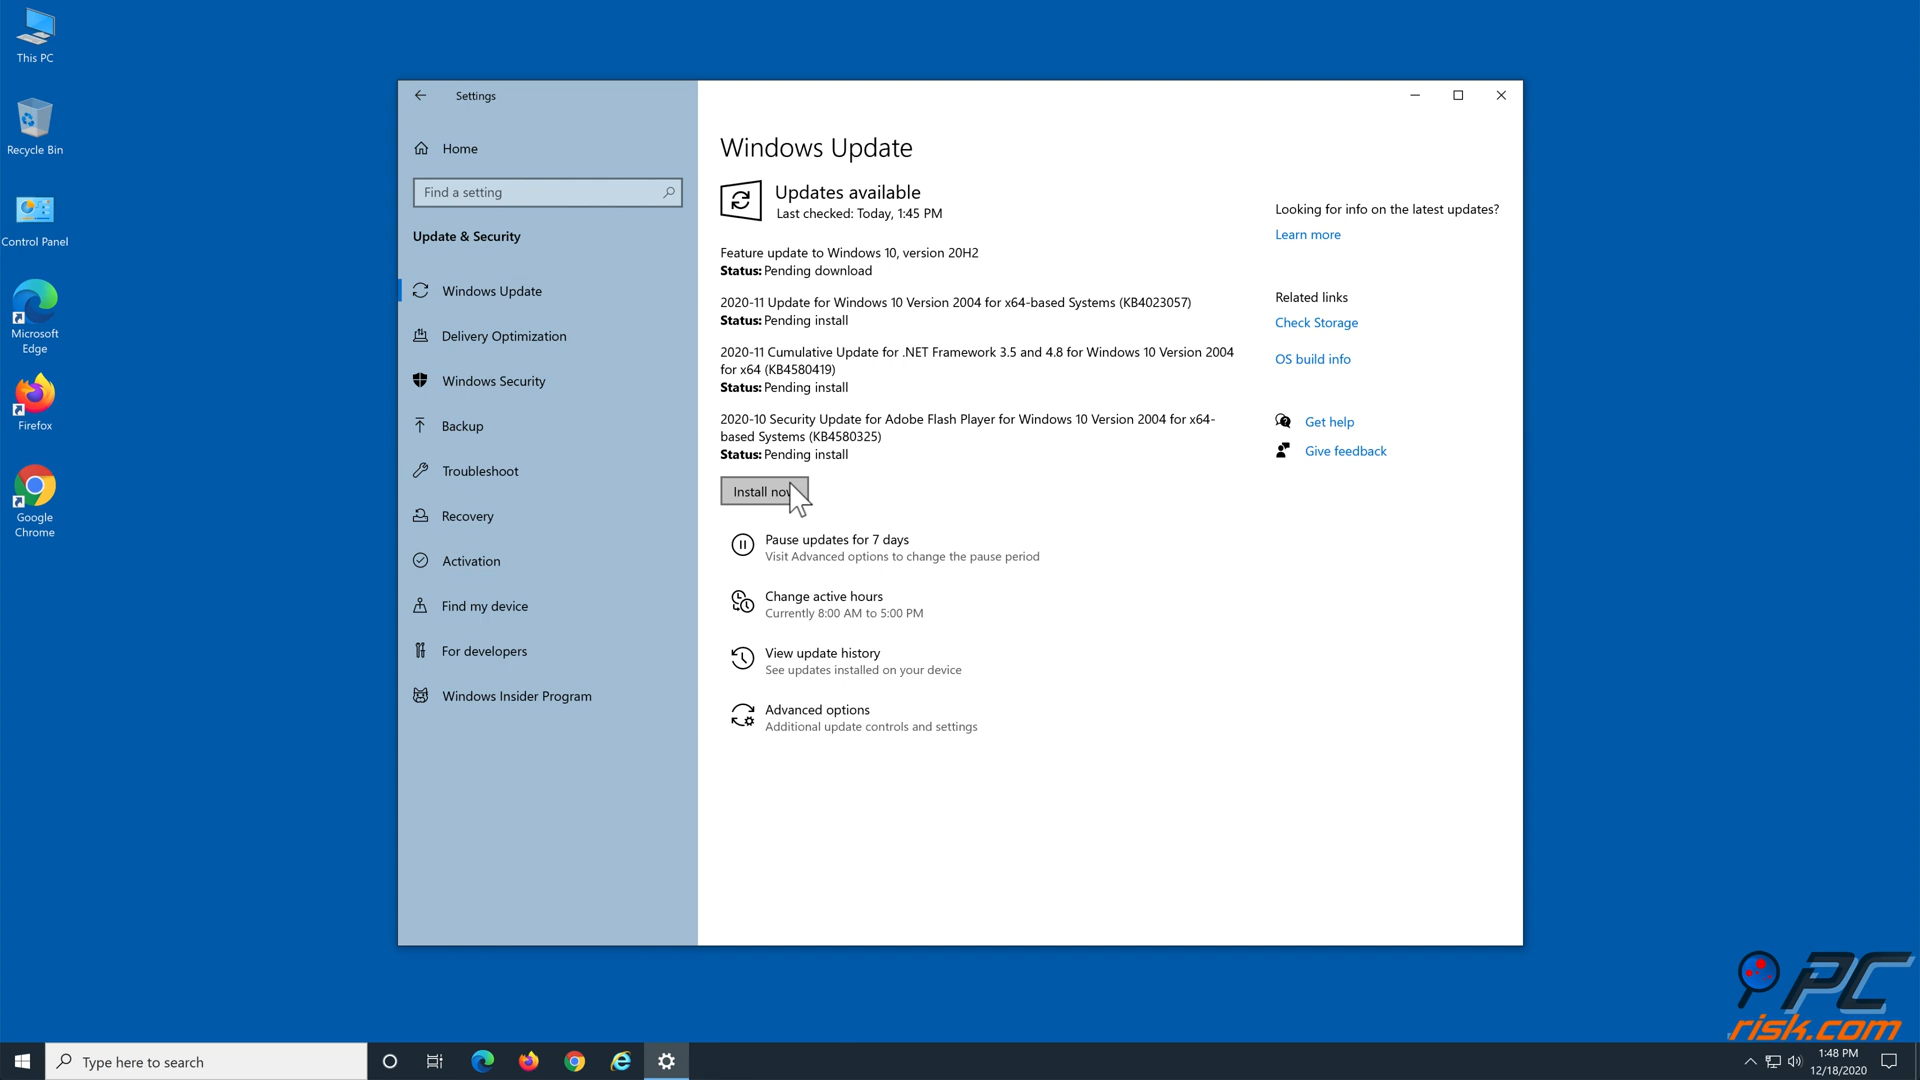 This PC
Recycle Bin
Control Panel
Microsoft
Edge
Firefox
Google
Chrome
Settings
Home
Find a setting
Update & Security
Windows Update
Delivery Optimization
Windows Security
Backup
Troubleshoot
Recovery
Activation
Find my device
For developers
Windows Insider Program
Windows Update
Updates available
Last checked: Today, 1:45 PM
Feature update to Windows 10, version 20H2
Status: Pending download
2020-11 Update for Windows 10 Version 2004 for x64-based Systems (KB4023057)
Status: Pending install
2020-11 Cumulative Update for .NET Framework 3.5 and 4.8 for Windows 10 Version 2004
for x64 (KB4580419)
Status: Pending install
2020-10 Security Update for Adobe Flash Player for Windows 10 Version 2004 for x64-
based Systems (KB4580325)
Status: Pending install
Install now
Pause updates for 7 days
Visit Advanced options to change the pause period
Change active hours
Currently 8:00 AM to 5:00 PM
View update history
See updates installed on your device
Advanced options
Additional update controls and settings
Looking for info on the latest updates?
Learn more
Related links
Check Storage
OS build info
Get help
Give feedback
PC
risk.com
Type here to search
1:48 PM
12/18/2020